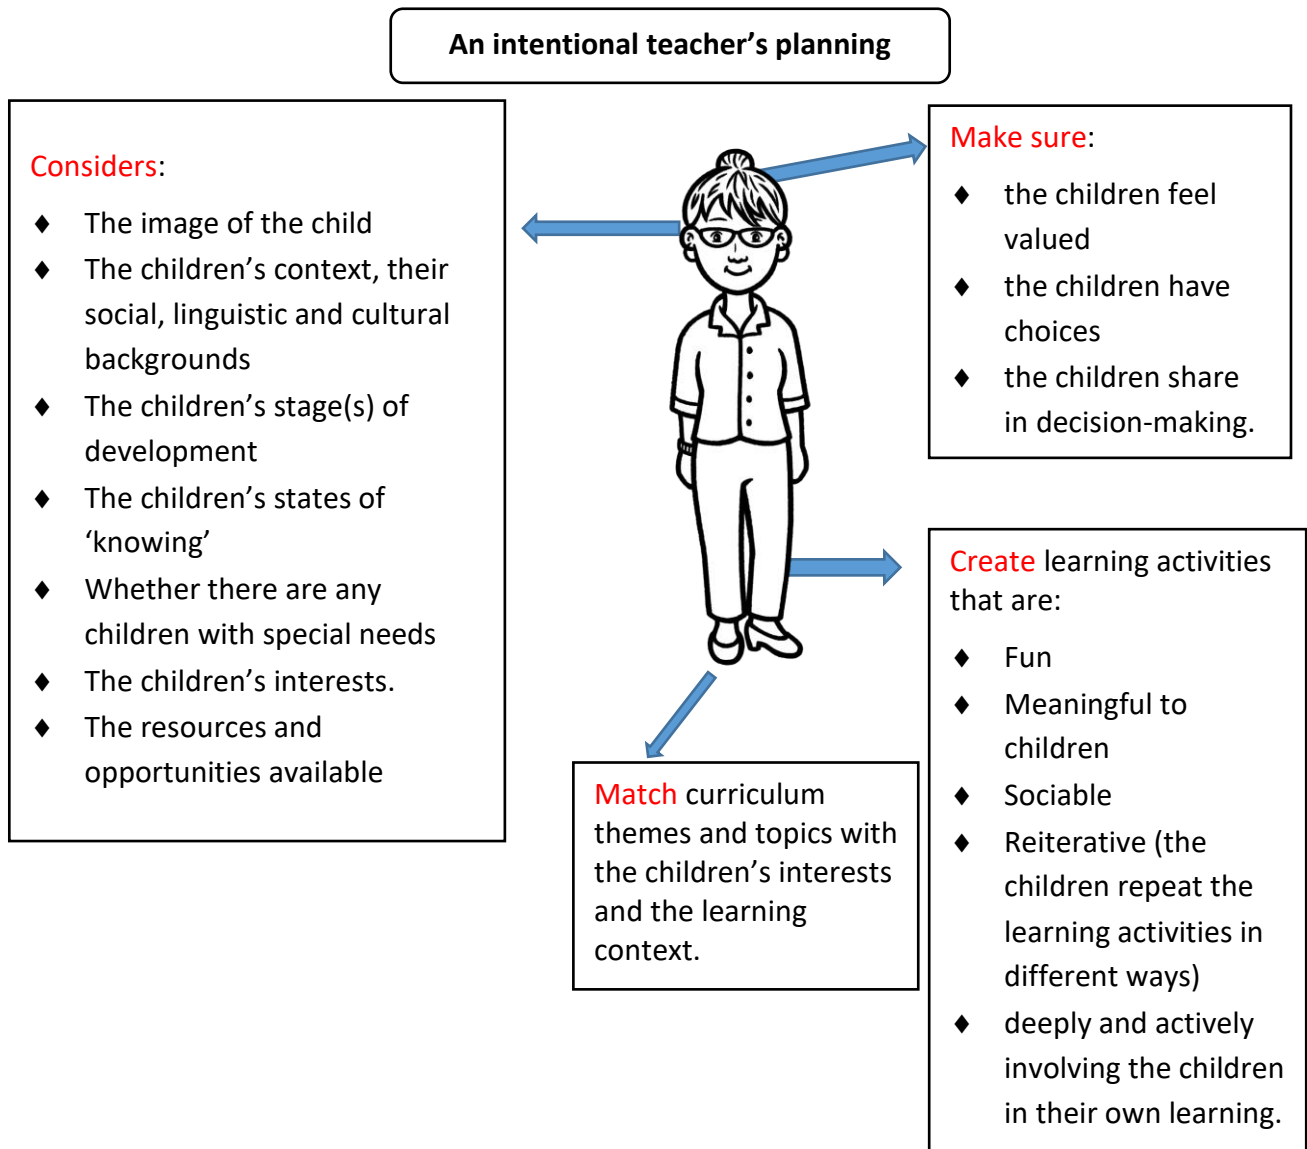 An intentional teacher’s planning
Considers:
♦ The image of the child
♦ The children’s context, their
social, linguistic and cultural
backgrounds
♦ The children’s stage(s) of
development
♦ The children’s states of
‘knowing’
♦ Whether there are any
children with special needs
♦ The children’s interests.
♦ The resources and
opportunities available
Make sure:
♦ the children feel
valued
♦ the children have
choices
♦ the children share
in decision-making.
Match curriculum
themes and topics with
the children’s interests
and the learning
context.
Create learning activities
that are:
♦ Fun
♦ Meaningful to
children
♦ Sociable
♦ Reiterative (the
children repeat the
learning activities in
different ways)
♦ deeply and actively
involving the children
in their own learning.